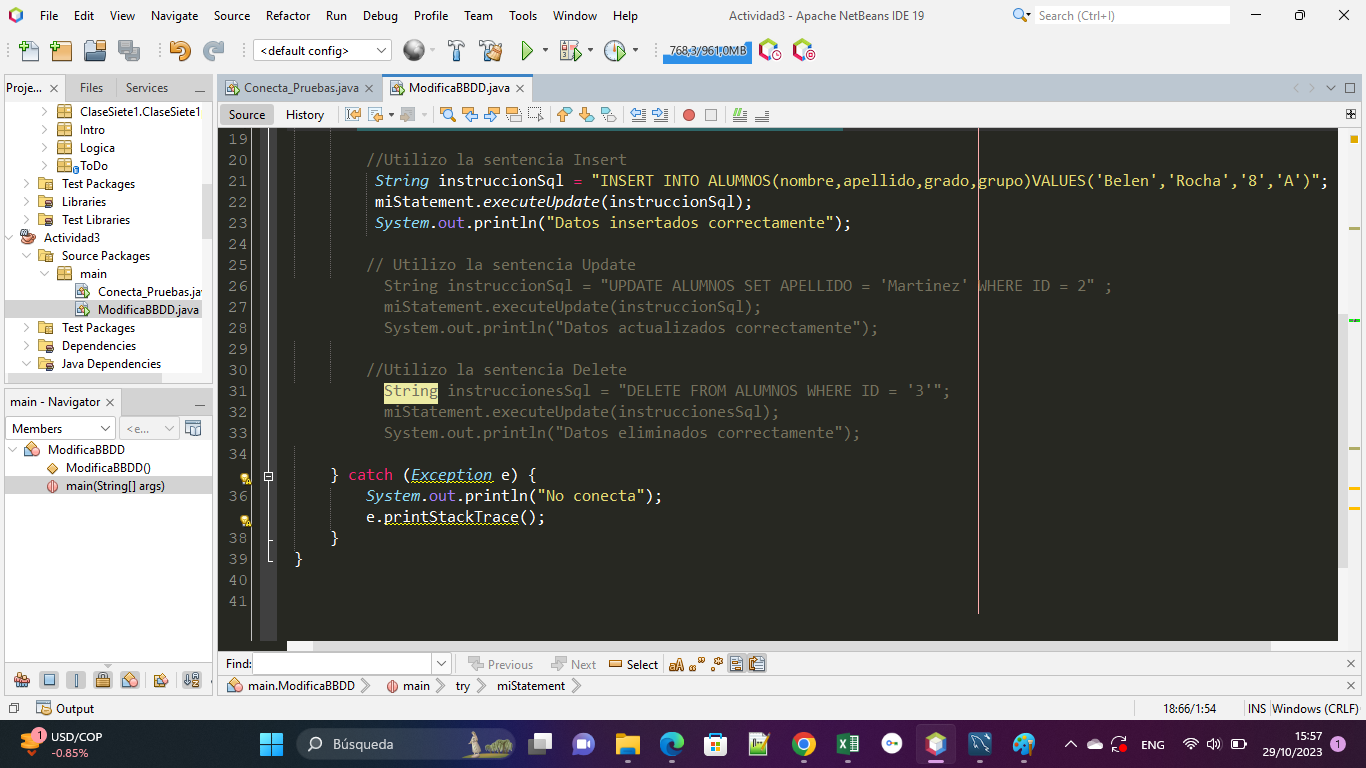 File Edit View Navigate Source Refactor Run Debug Profile Team Tools Window Help
Actividad3 - Apache NetBeans IDE 19
Search (Ctrl+I)
<default config>
768,3/961,0MB
Proje... Files Services
ClaseSiete1.ClaseSiete1
Intro
Logica
ToDo
Test Packages
Libraries
Test Libraries
Actividad3
Source Packages
main
Conecta_Pruebas.ja
ModificaBBDD.java
Test Packages
Dependencies
Java Dependencies
main - Navigator
Members
<e...
ModificaBBDD
ModificaBBDD()
main(String[] args)
Conecta_Pruebas.java ModificaBBDD.java
Source History
19
20 //Utilizo la sentencia Insert
21 String instruccionSql = "INSERT INTO ALUMNOS(nombre,apellido,grado,grupo)VALUES('Belen','Rocha','8','A')";
22 miStatement.executeUpdate(instruccionSql);
23 System.out.println("Datos insertados correctamente");
24
25 // Utilizo la sentencia Update
26 String instruccionSql = "UPDATE ALUMNOS SET APELLIDO = 'Martinez' WHERE ID = 2" ;
27 miStatement.executeUpdate(instruccionSql);
28 System.out.println("Datos actualizados correctamente");
29
30 //Utilizo la sentencia Delete
31 String instruccionesSql = "DELETE FROM ALUMNOS WHERE ID = '3'";
32 miStatement.executeUpdate(instruccionesSql);
33 System.out.println("Datos eliminados correctamente");
34
} catch (Exception e) {
36 System.out.println("No conecta");
e.printStackTrace();
38 }
39 }
40
41
Find: Previous Next Select
main.ModificaBBDD main try miStatement
Output
18:66/1:54 INS Windows (CRLF)
1
USD/COP
-0.85%
Búsqueda
ENG
15:57
29/10/2023
1